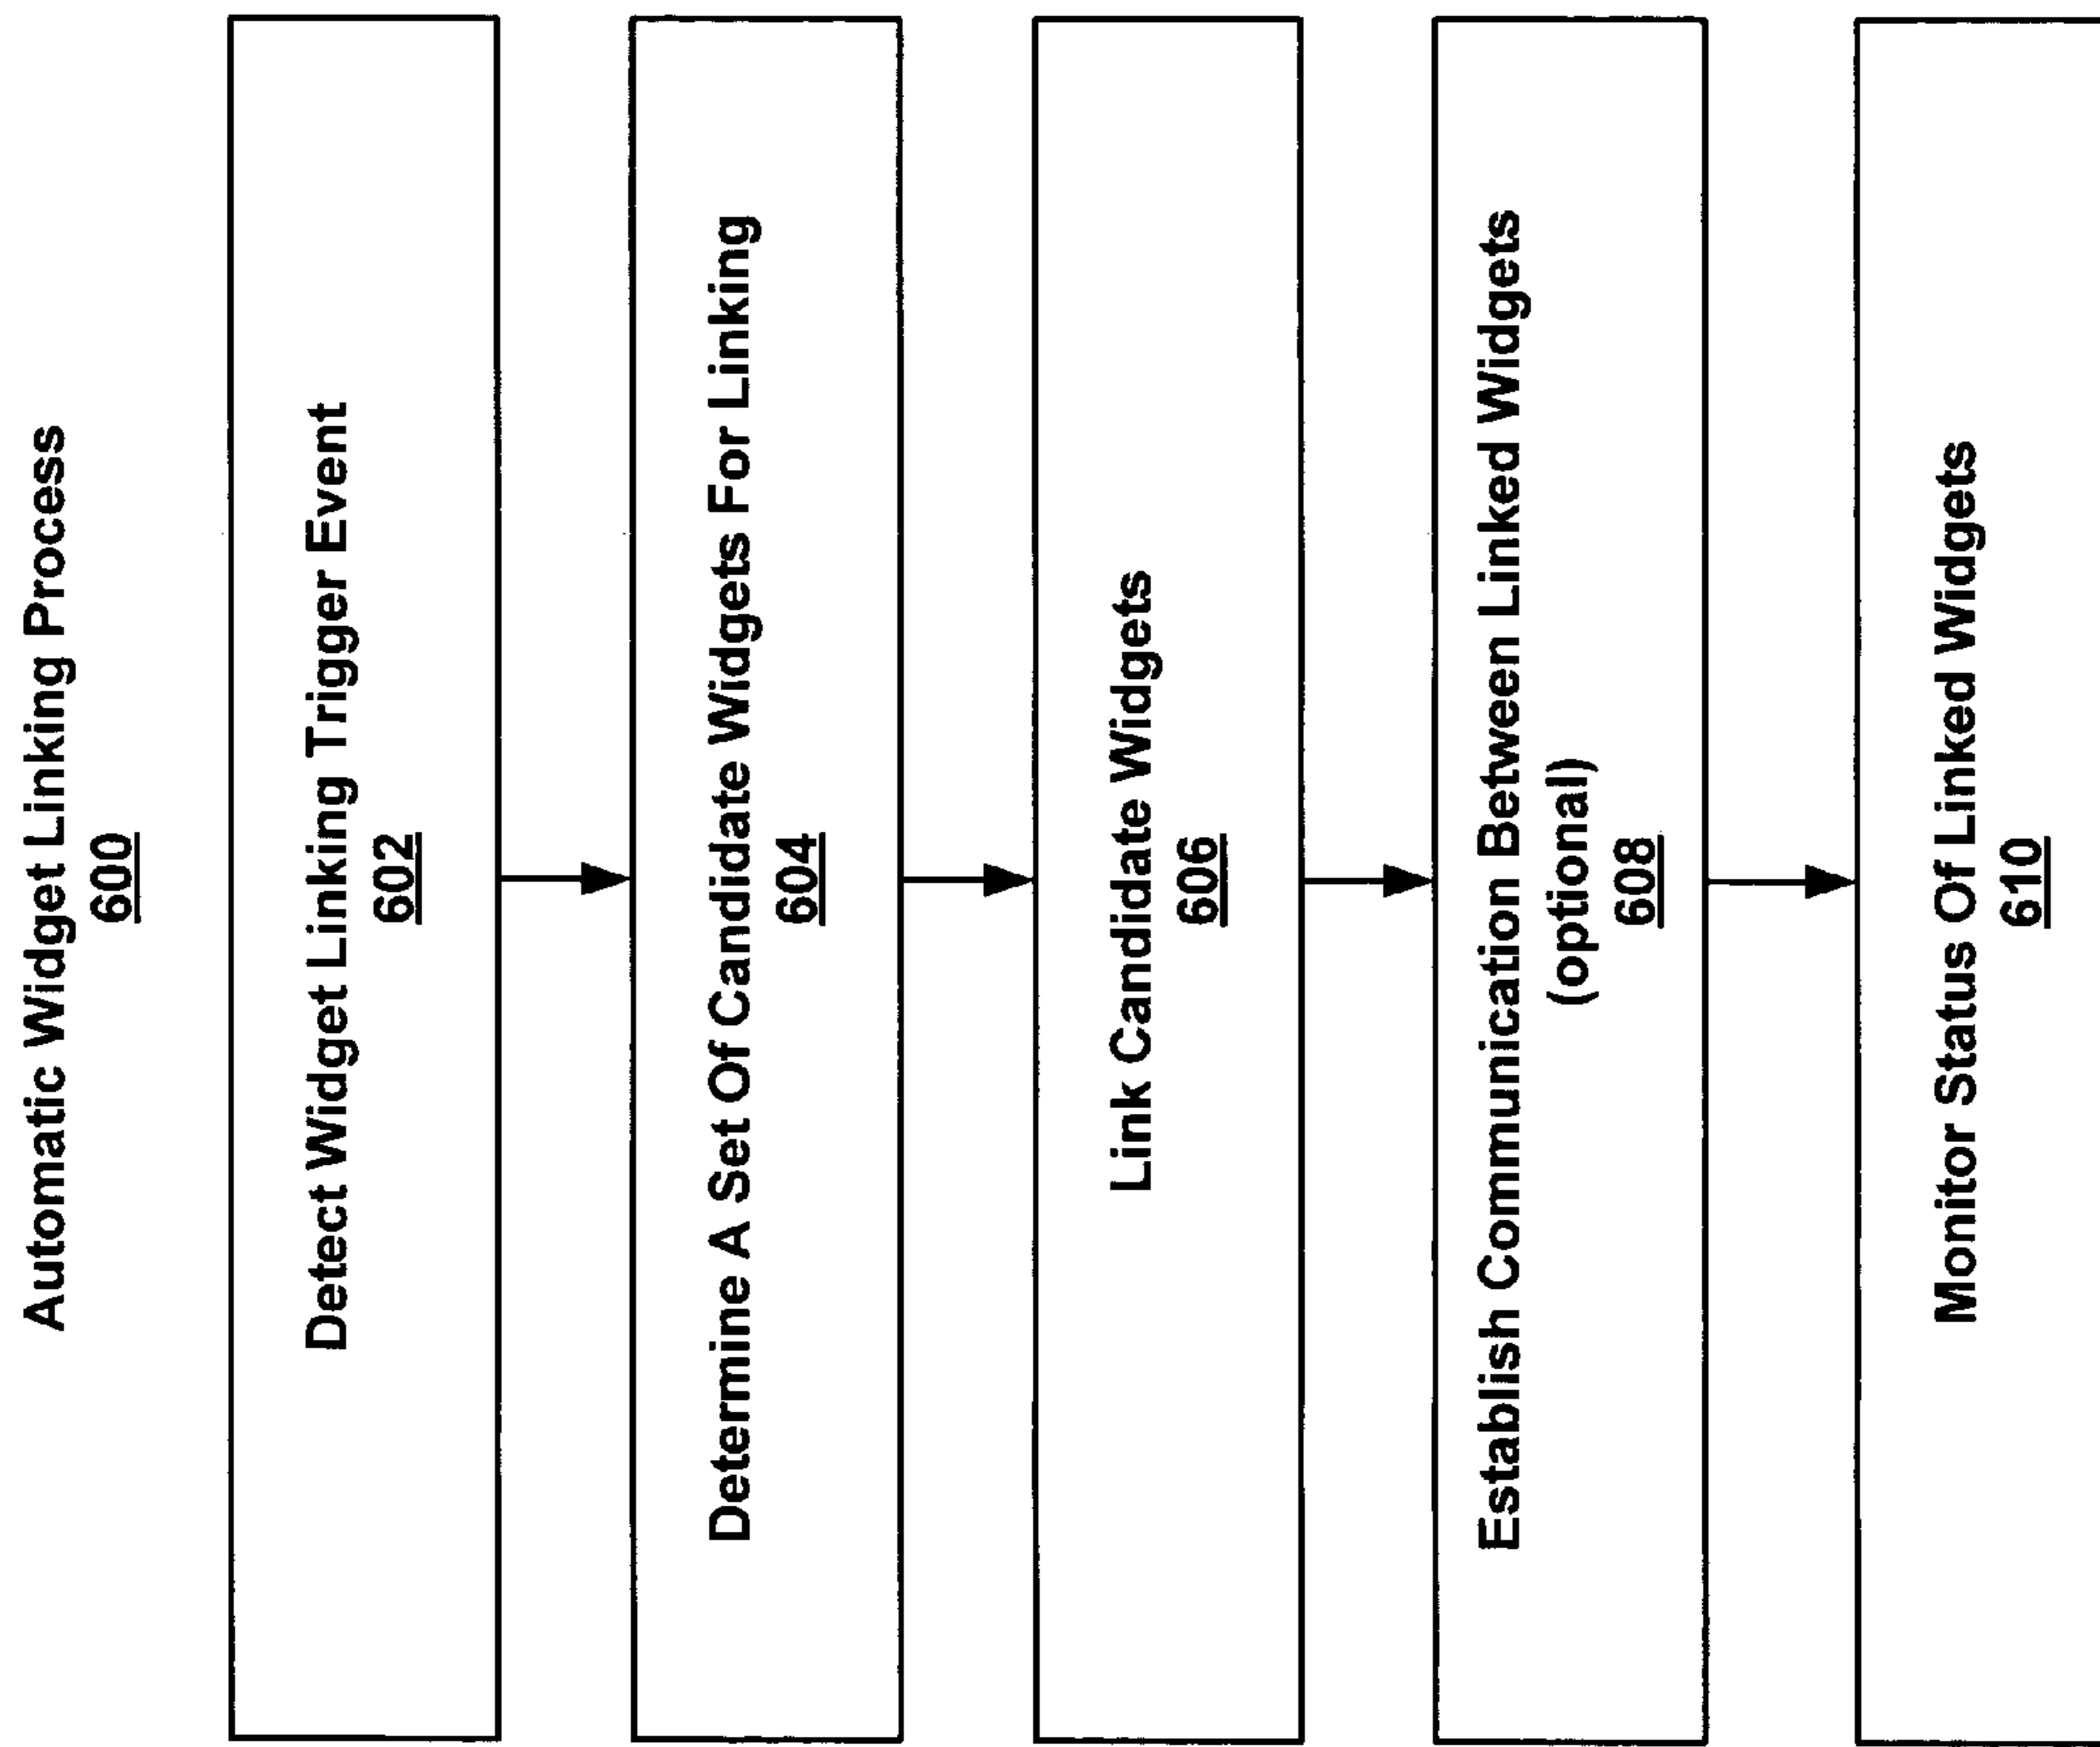 Automatic Widget Linking Process
600
Detect Widget Linking Trigger Event
602
Determine A Set Of Candidate Widgets For Linking
604
Link Candidate Widgets
606
Establish Communication Between Linked Widgets
(optional)
608
Monitor Status Of Linked Widgets
610